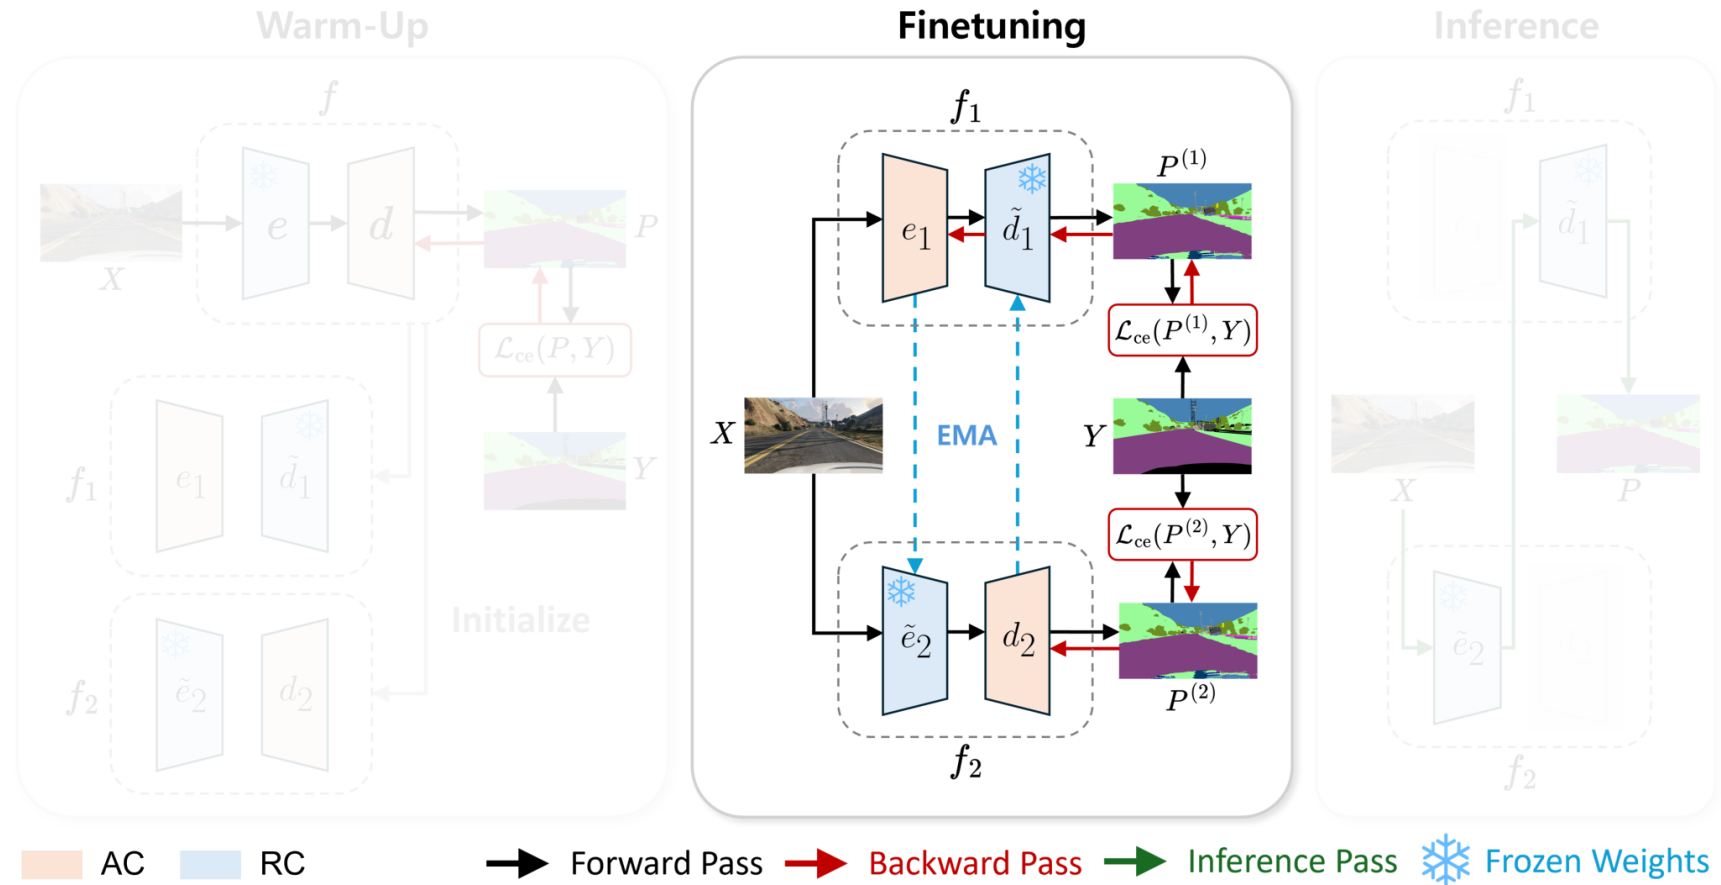 Warm-Up
f
X
e
d
P
ℒce(P, Y)
Y
f1
e1
d̃1
f2
ẽ2
d2
Initialize
Finetuning
f1
e1
d̃1
P(1)
ℒce(P(1), Y)
X
EMA
Y
ℒce(P(2), Y)
ẽ2
d2
P(2)
f2
Inference
f1
d̃1
X
P
ẽ2
f2
AC
RC
Forward Pass
Backward Pass
Inference Pass
Frozen Weights